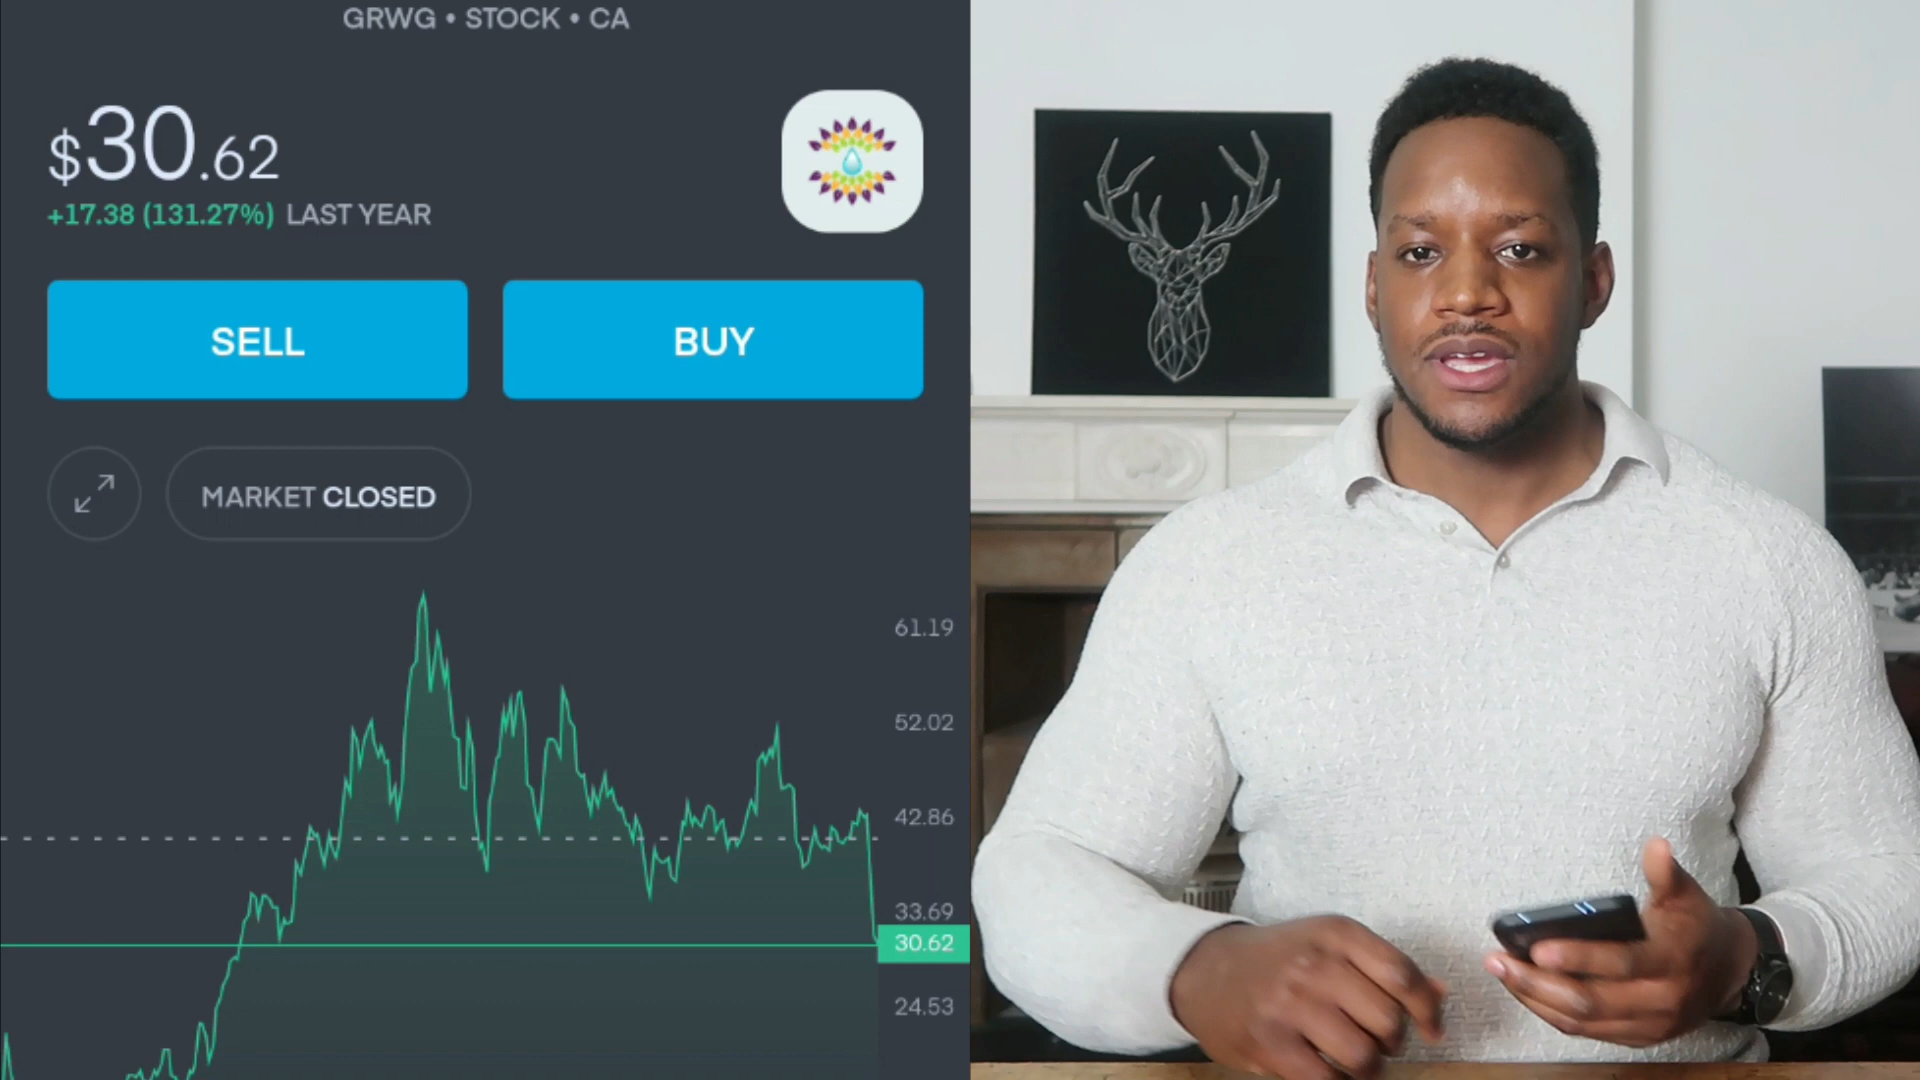 GRWG • STOCK • CA
$30.62
+17.38 (131.27%) LAST YEAR
SELL
BUY
MARKET CLOSED
61.19
52.02
42.86
33.69
30.62
24.53